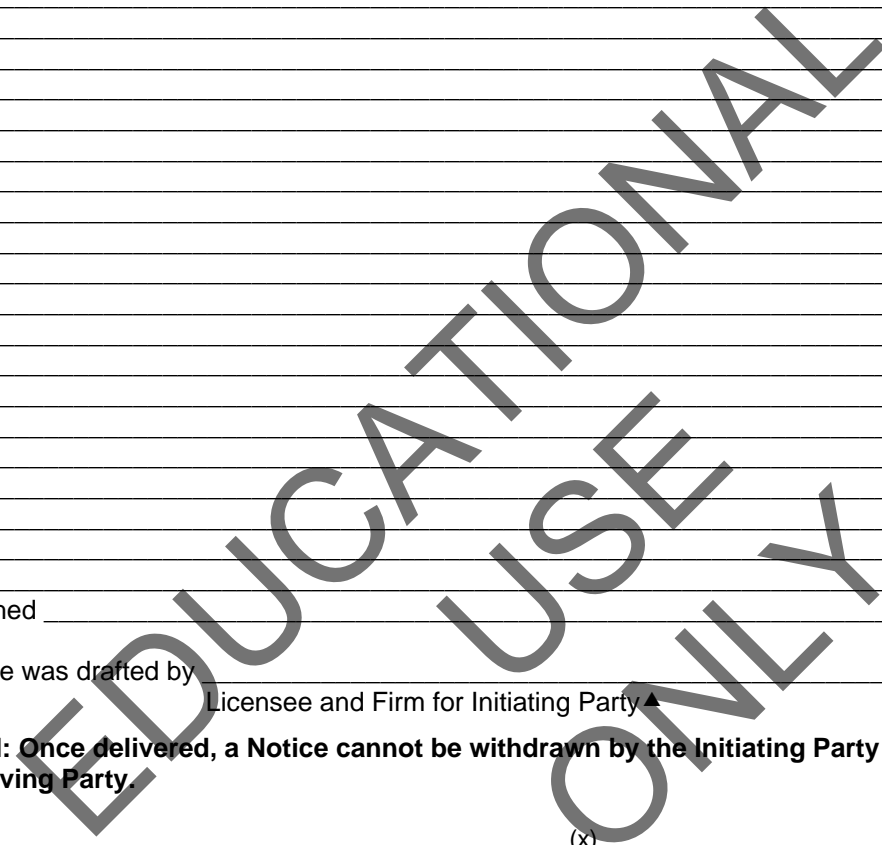 ned
e was drafted by
Licensee and Firm for Initiating Party▲
: Once delivered, a Notice cannot be withdrawn by the Initiating Party
ving Party.
(x)
EDUCATIONAL
USE
ONLY